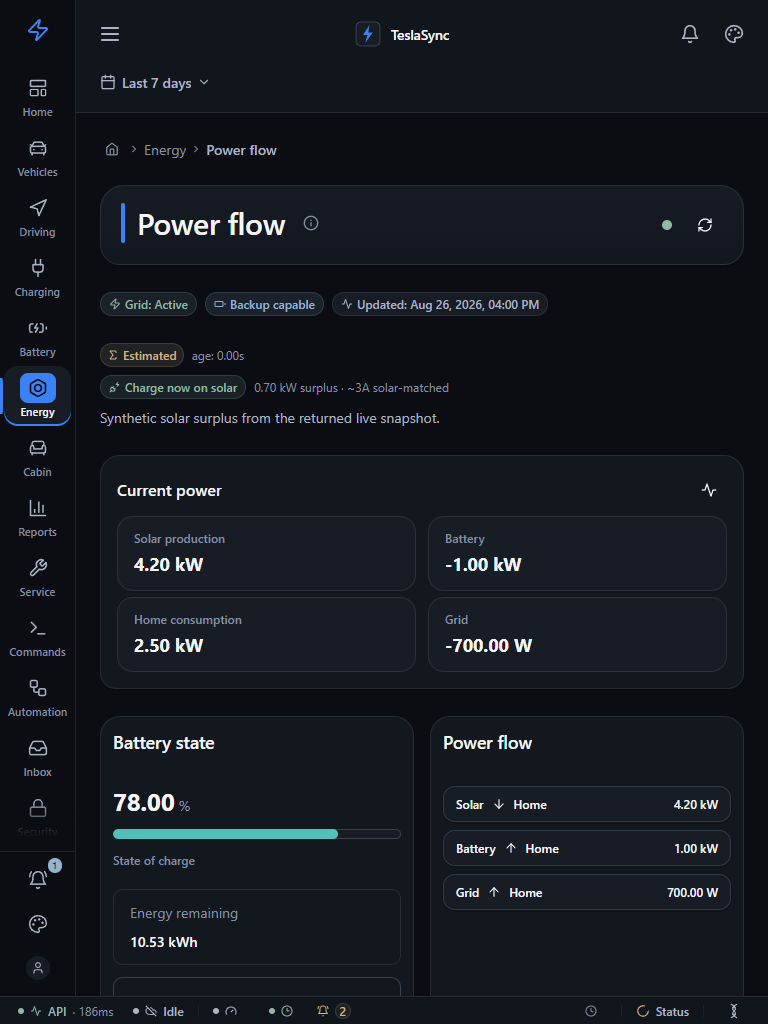 TeslaSync
Last 7 days
Home
Vehicles
Driving
Charging
Battery
Energy
Cabin
Reports
Service
Commands
Automation
Inbox
Security
1
Energy
Power flow
Power flow
Grid: Active
Backup capable
Updated: Aug 26, 2026, 04:00 PM
Estimated
age: 0.00s
Charge now on solar
0.70 kW surplus · ~3A solar-matched
Synthetic solar surplus from the returned live snapshot.
Current power
Solar production
4.20 kW
Battery
-1.00 kW
Home consumption
2.50 kW
Grid
-700.00 W
Battery state
78.00 %
State of charge
Energy remaining
10.53 kWh
Power flow
Solar ↓ Home 4.20 kW
Battery ↑ Home 1.00 kW
Grid ↑ Home 700.00 W
API · 186ms
Idle
2
Status